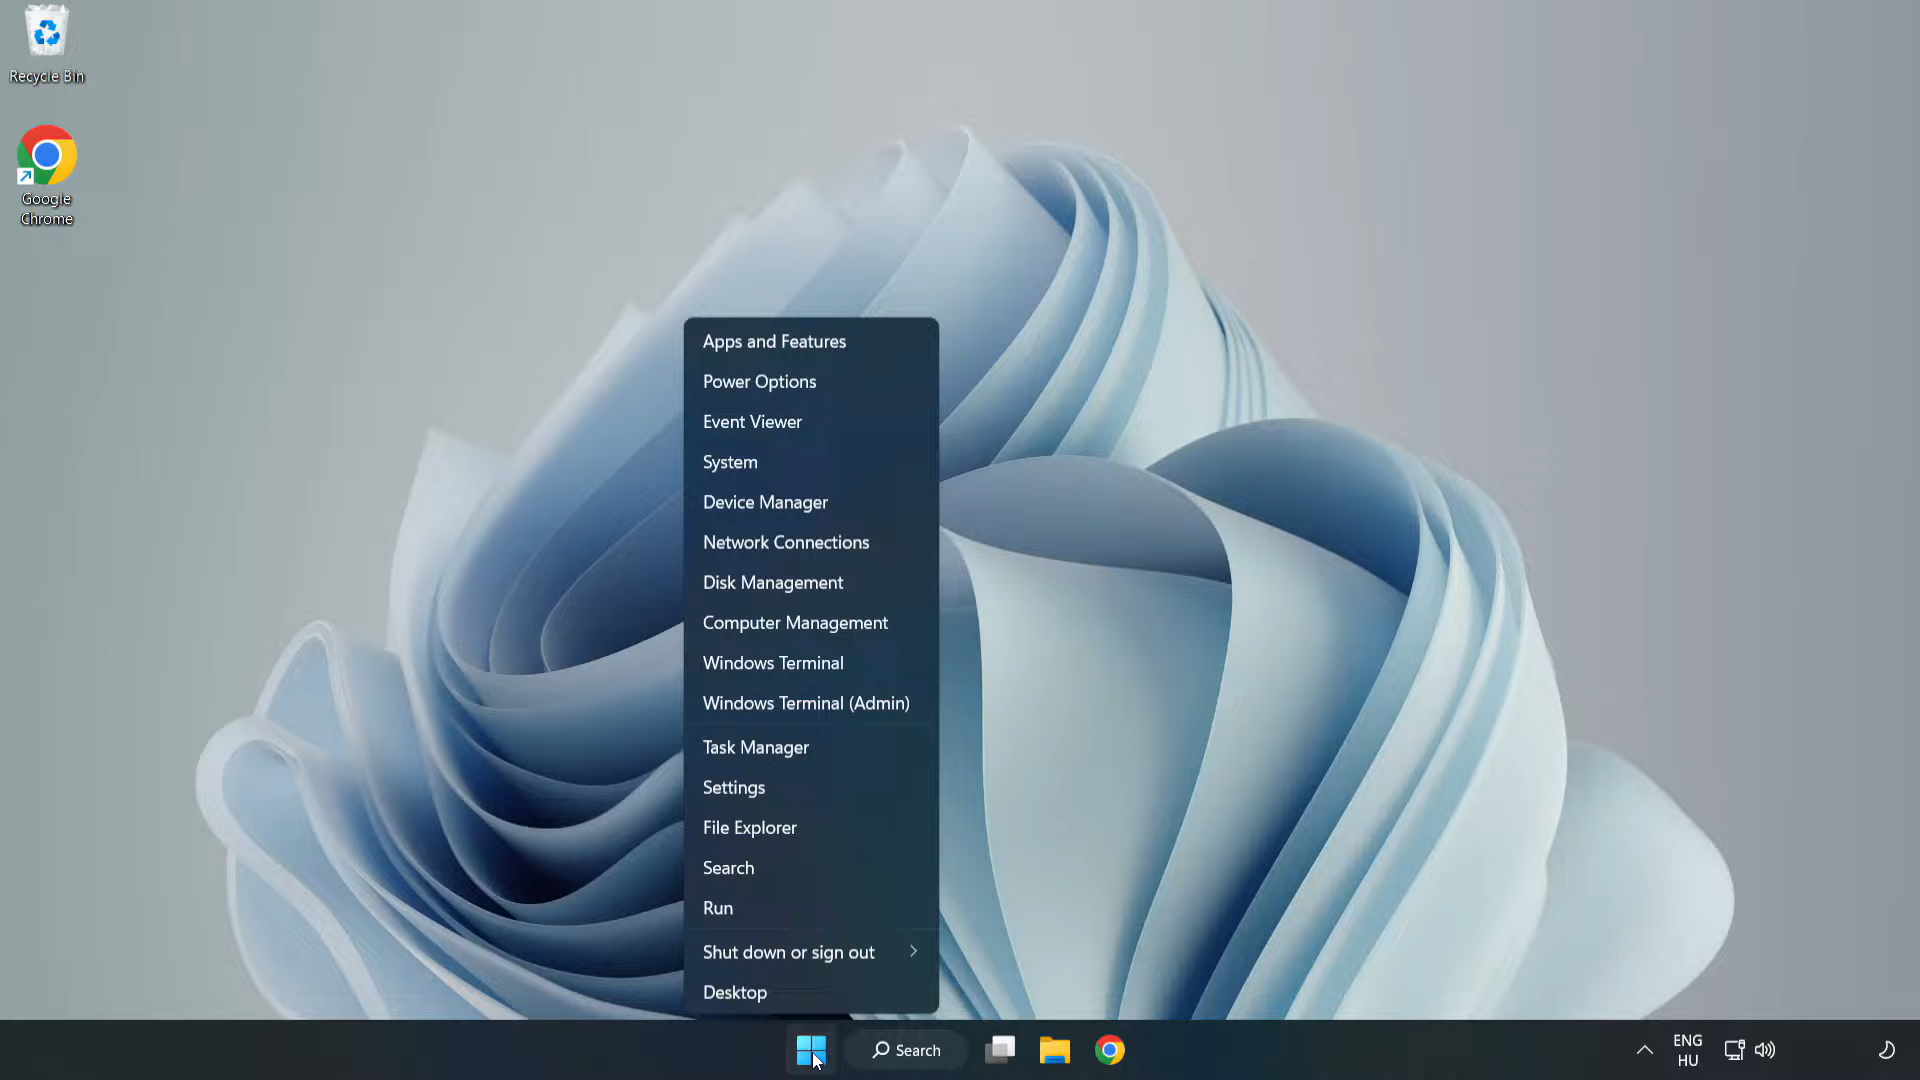 Recycle Bin
Google
Chrome
Apps and Features
Power Options
Event Viewer
System
Device Manager
Network Connections
Disk Management
Computer Management
Windows Terminal
Windows Terminal (Admin)
Task Manager
Settings
File Explorer
Search
Run
Shut down or sign out
Desktop
Search
ENG
HU